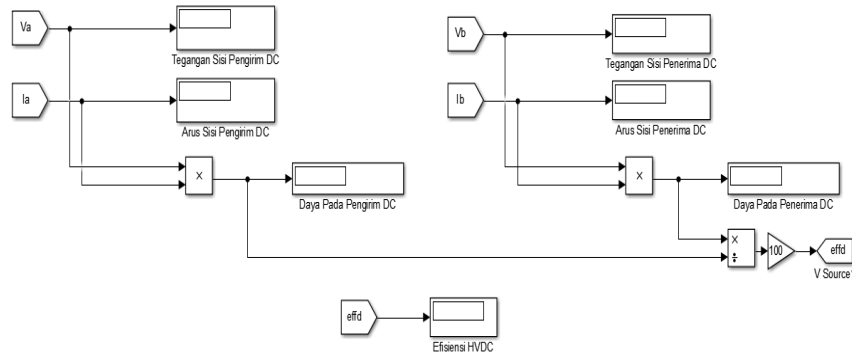 Va
Tegangan Sisi Pengirim DC
Ia
Arus Sisi Pengirim DC
×
Daya Pada Pengirim DC
Vb
Tegangan Sisi Penerima DC
Ib
Arus Sisi Penerima DC
×
Daya Pada Penerima DC
×
÷
100
effd
V Source1
effd
Efisiensi HVDC